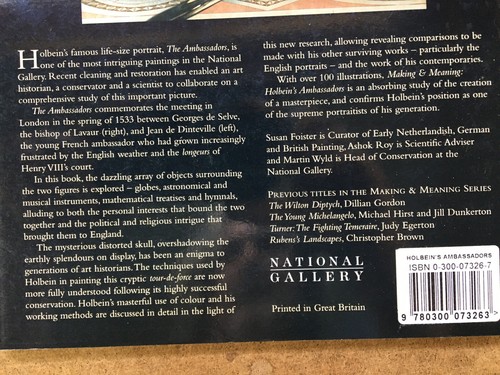 Holbein's famous life-size portrait, The Ambassadors, is
one of the most intriguing paintings in the National
Gallery. Recent cleaning and restoration has enabled an art
historian, a conservator and a scientist to collaborate on a
comprehensive study of this important picture.
The Ambassadors commemorates the meeting in
London in the spring of 1533 between Georges de Selve,
the bishop of Lavaur (right), and Jean de Dinteville (left),
the young French ambassador who had grown increasingly
frustrated by the English weather and the longeurs of
Henry VIII's court.
In this book, the dazzling array of objects surrounding
the two figures is explored – globes, astronomical and
musical instruments, mathematical treatises and hymnals,
alluding to both the personal interests that bound the two
together and the political and religious intrigue that
brought them to England.
The mysterious distorted skull, overshadowing the
earthly splendours on display, has been an enigma to
generations of art historians. The techniques used by
Holbein in painting this cryptic tour-de-force are now
more fully understood following its highly successful
conservation. Holbein's masterful use of colour and his
working methods are discussed in detail in the light of
this new research, allowing revealing comparisons to be
made with his other surviving works – particularly the
English portraits – and the work of his contemporaries.
With over 100 illustrations, Making & Meaning:
Holbein's Ambassadors is an absorbing study of the creation
of a masterpiece, and confirms Holbein's position as one
of the supreme portraitists of his generation.
Susan Foister is Curator of Early Netherlandish, German
and British Painting, Ashok Roy is Scientific Adviser
and Martin Wyld is Head of Conservation at the
National Gallery.
PREVIOUS TITLES IN THE MAKING & MEANING SERIES
The Wilton Diptych, Dillian Gordon
The Young Michelangelo, Michael Hirst and Jill Dunkerton
Turner: The Fighting Temeraire, Judy Egerton
Rubens's Landscapes, Christopher Brown
NATIONAL
GALLERY
Printed in Great Britain
HOLBEIN'S AMBASSADORS
ISBN 0-300-07326-7
9 780300 073263 >